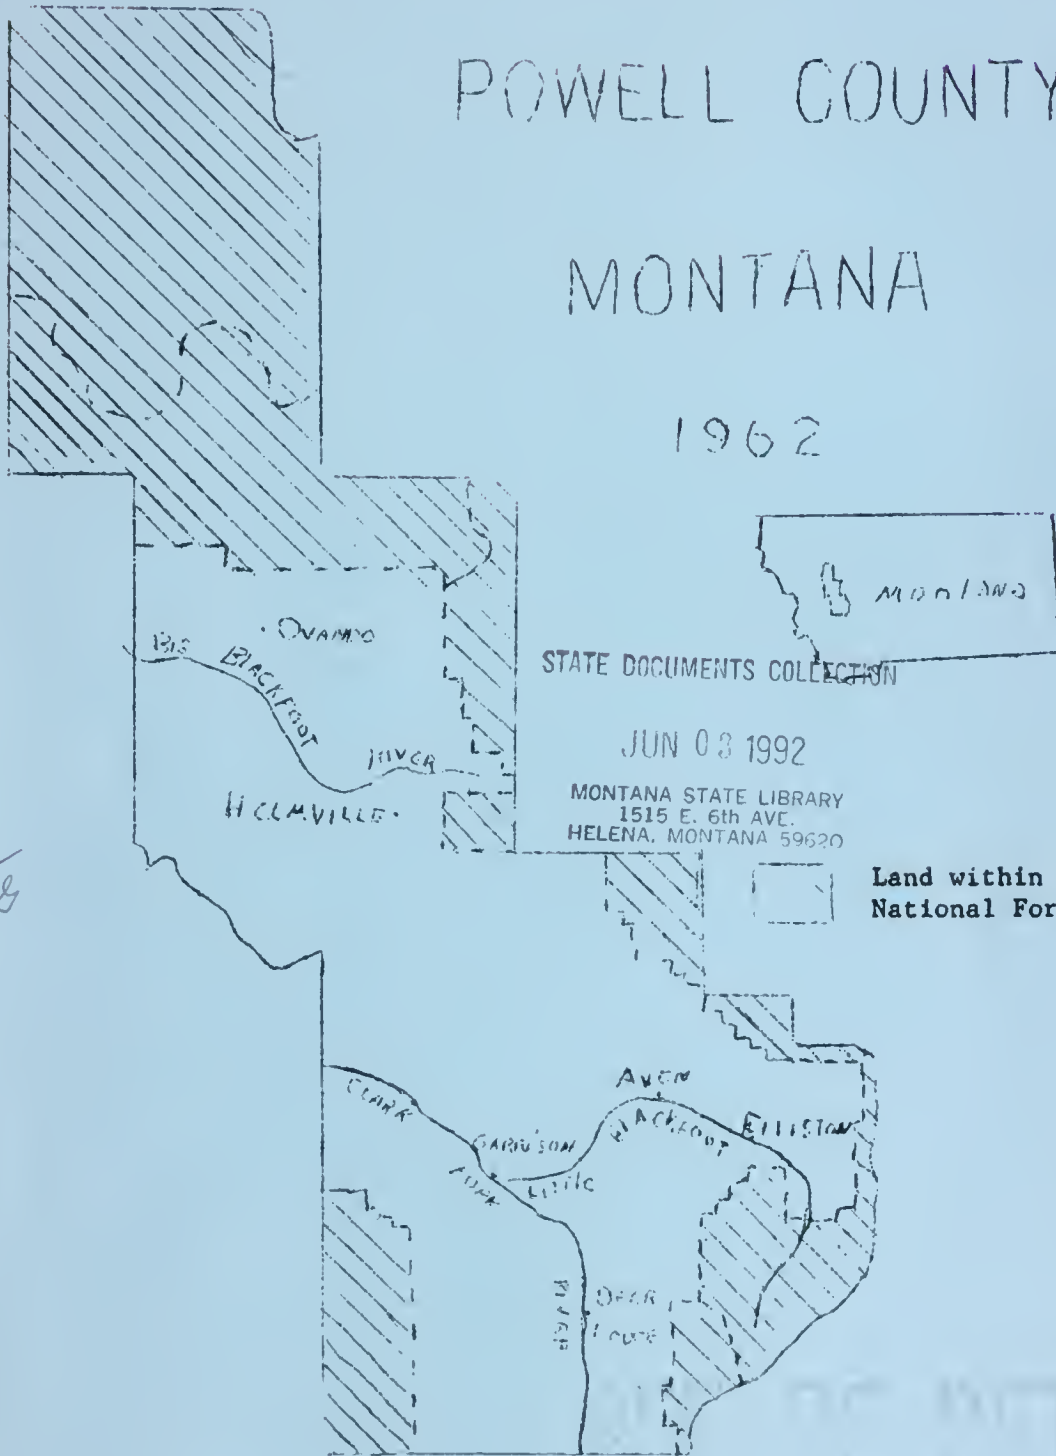 POWELL COUNTY
MONTANA
1962
MONTANA
OVANDO
BIG BLACKFOOT RIVER
STATE DOCUMENTS COLLECTION
JUN 03 1992
MONTANA STATE LIBRARY
1515 E. 6th AVE.
HELENA, MONTANA 59620
HELMVILLE
Land within
National For
AVON
CLARK FORK RIVER
GARRISON
LITTLE BLACKFOOT
ELLISTON
DEER
LODGE